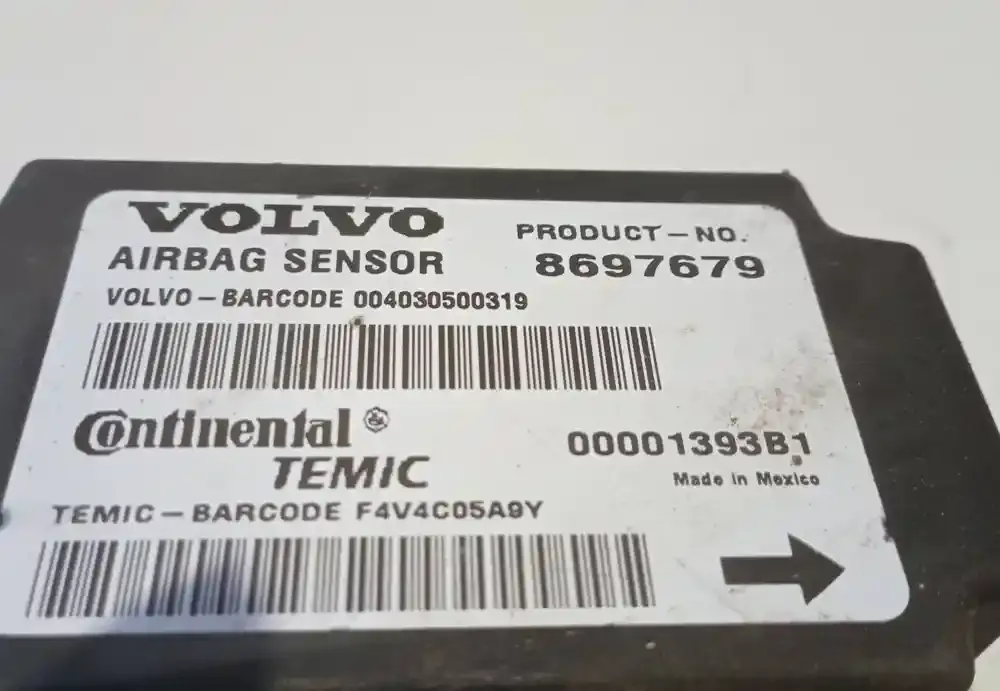 VOLVO
PRODUCT-NO.
AIRBAG SENSOR
8697679
VOLVO-BARCODE 004030500319
Continental
TEMIC
00001393B1
Made in Mexico
TEMIC-BARCODE F4V4C05A9Y